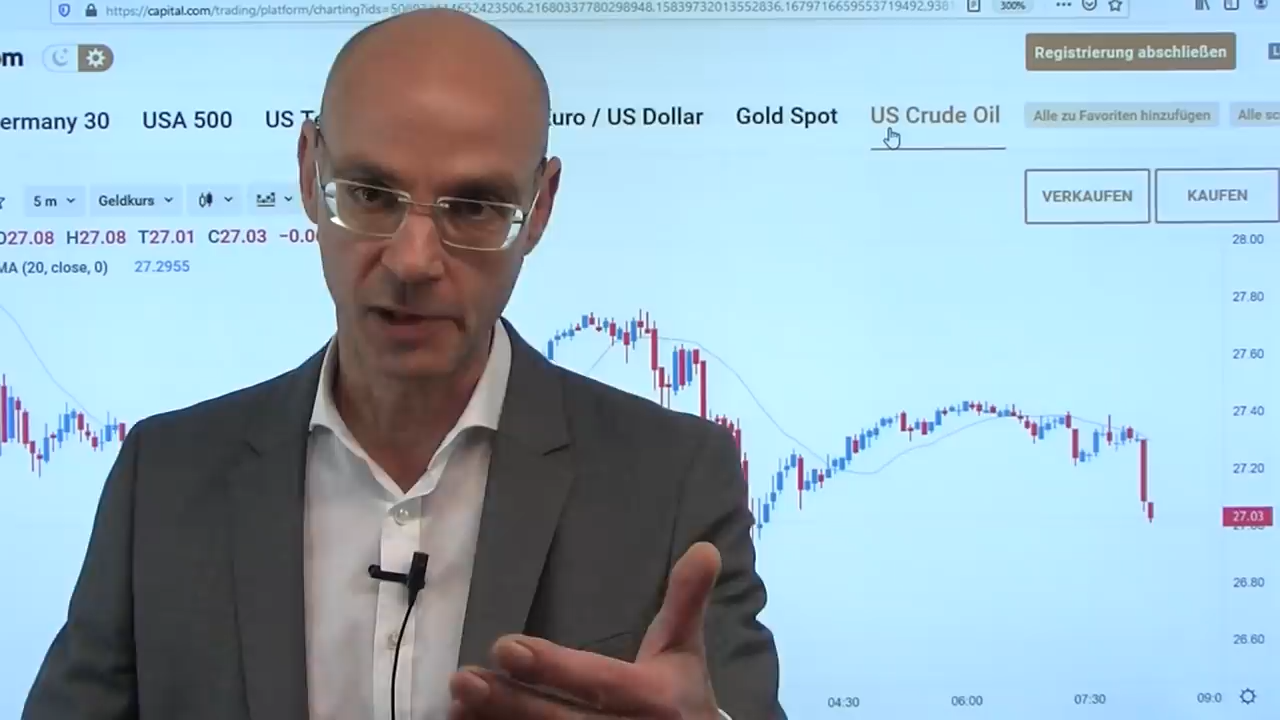 https://capital.com/trading/platform/charting?ids=
300%
om
Registrierung abschließen
ermany 30 USA 500 US Euro / US Dollar Gold Spot US Crude Oil Alle zu Favoriten hinzufügen Alle
5 m Geldkurs VERKAUFEN KAUFEN
O27.08 H27.08 T27.01 C27.03
28.00
MA (20, close, 0) 27.2955
27.80
27.60
27.40
27.20
27.03
26.80
26.60
04:30 06:00 07:30 09:0